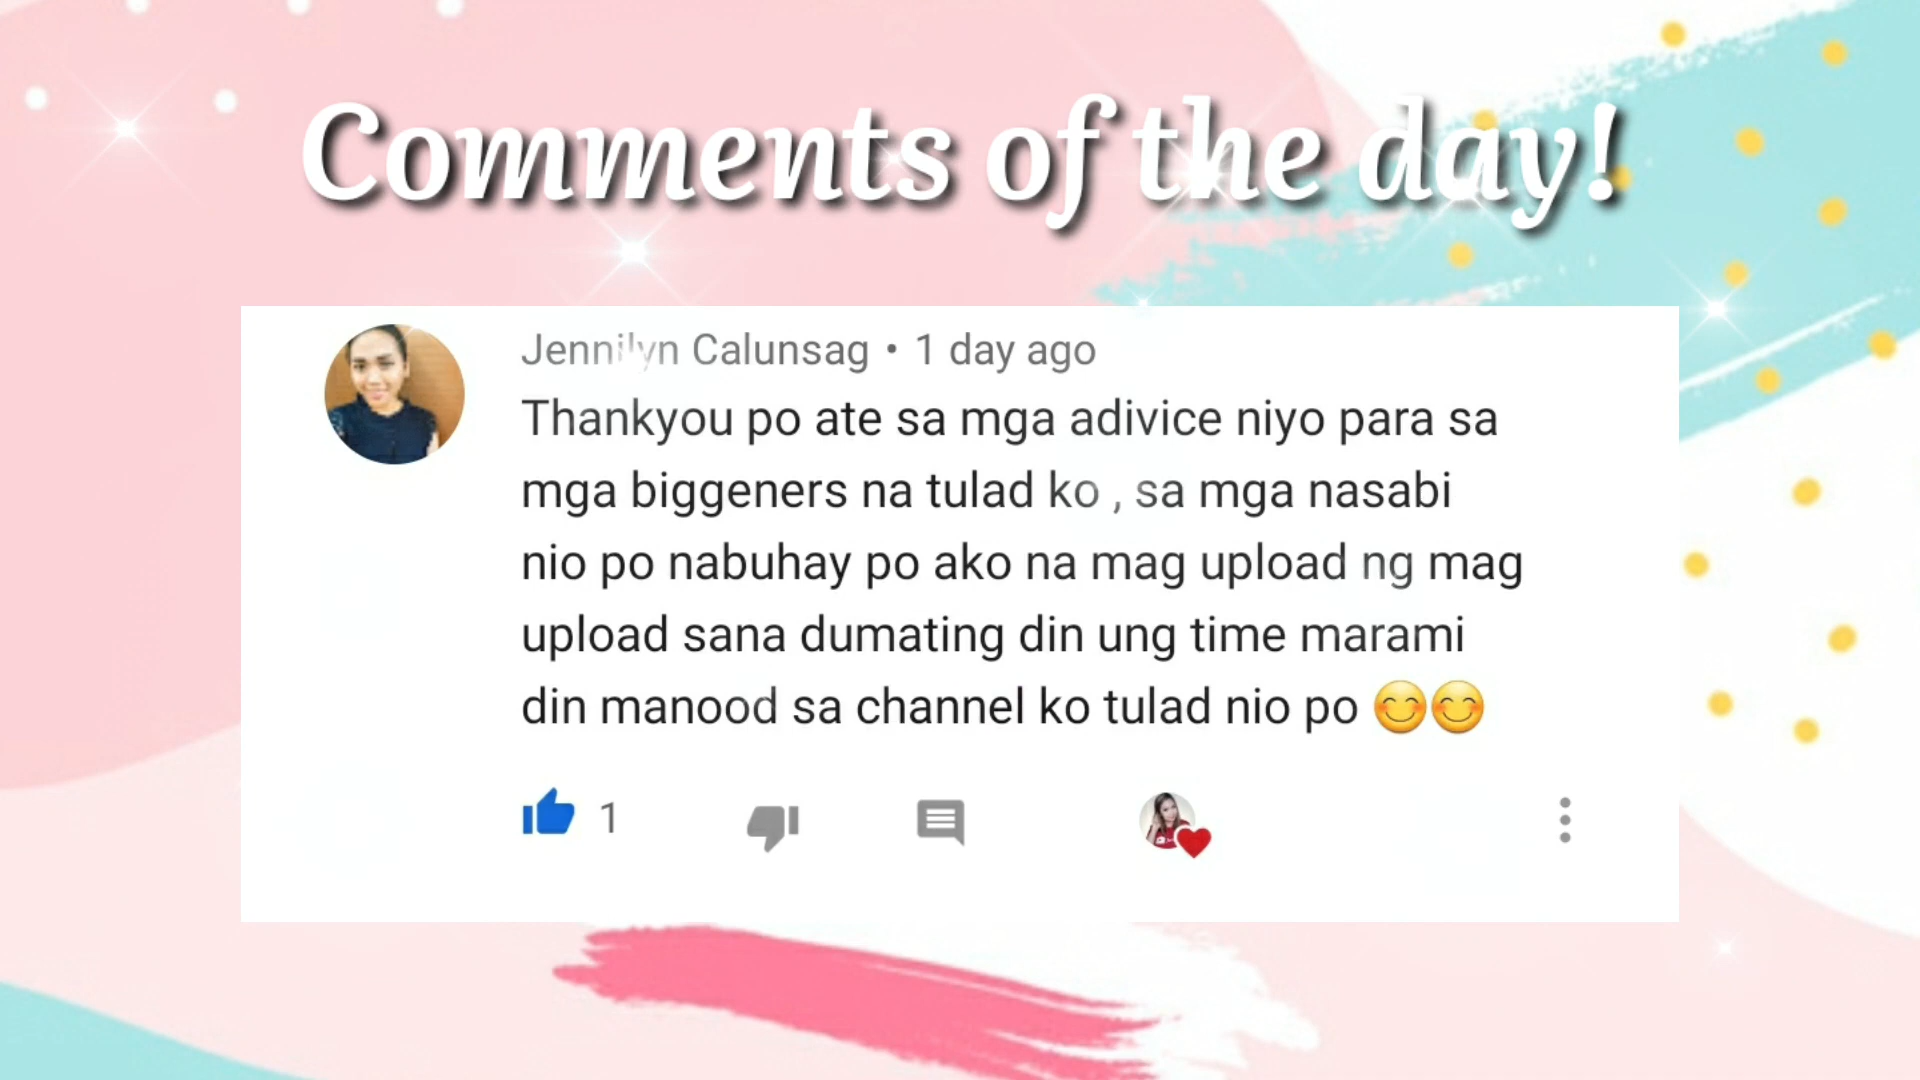 Comments of the day!
Jennilyn Calunsag • 1 day ago
Thankyou po ate sa mga adivice niyo para sa
mga biggeners na tulad ko , sa mga nasabi
nio po nabuhay po ako na mag upload ng mag
upload sana dumating din ung time marami
din manood sa channel ko tulad nio po 😊😊
1